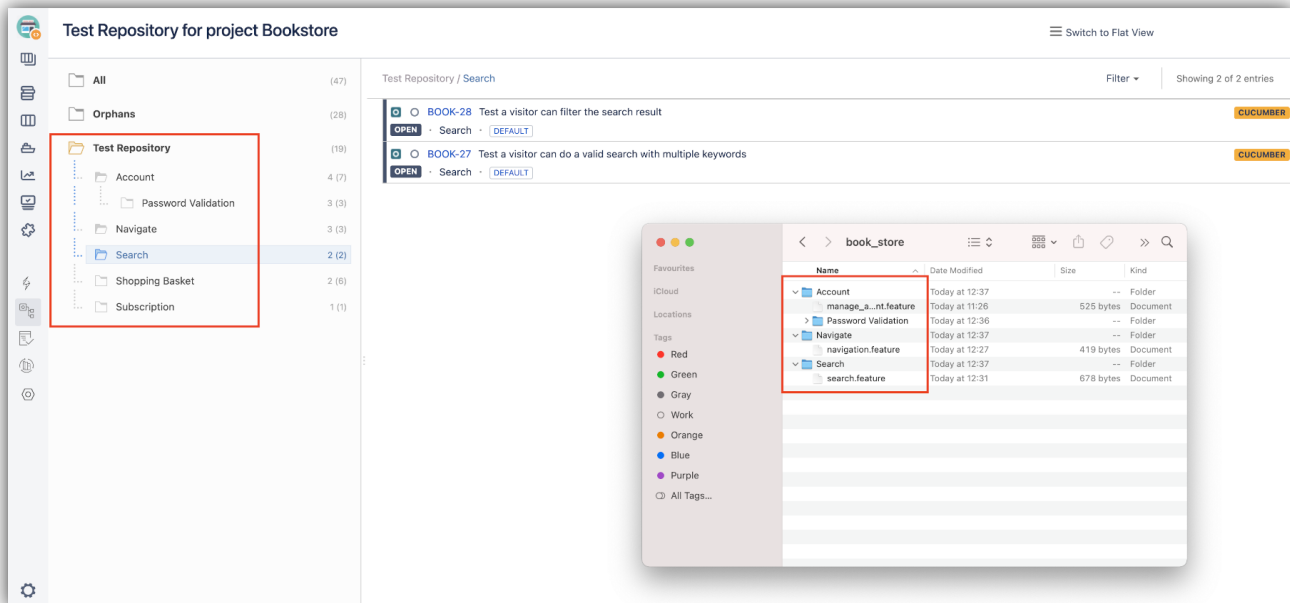 Test Repository for project Bookstore
Switch to Flat View
All (47)
Orphans (28)
Test Repository (19)
Account 4 (7)
Password Validation 3 (3)
Navigate 3 (3)
Search 2 (2)
Shopping Basket 2 (6)
Subscription 1 (1)
Test Repository / Search
Filter
Showing 2 of 2 entries
BOOK-28 Test a visitor can filter the search result CUCUMBER
OPEN · Search · DEFAULT
BOOK-27 Test a visitor can do a valid search with multiple keywords CUCUMBER
OPEN · Search · DEFAULT
book_store
Favourites
iCloud
Locations
Tags
Red
Green
Gray
Work
Orange
Blue
Purple
All Tags...
Name Date Modified Size Kind
Account Today at 12:37 -- Folder
manage_a...nt.feature Today at 11:26 525 bytes Document
Password Validation Today at 12:36 -- Folder
Navigate Today at 12:37 -- Folder
navigation.feature Today at 12:27 419 bytes Document
Search Today at 12:37 -- Folder
search.feature Today at 12:31 678 bytes Document